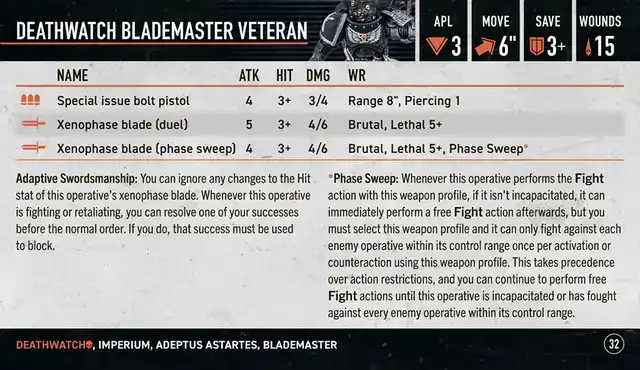 DEATHWATCH BLADEMASTER VETERAN
APL MOVE SAVE WOUNDS
3 6" 3+ 15
NAME ATK HIT DMG WR
Special issue bolt pistol 4 3+ 3/4 Range 8", Piercing 1
Xenophase blade (duel) 5 3+ 4/6 Brutal, Lethal 5+
Xenophase blade (phase sweep) 4 3+ 4/6 Brutal, Lethal 5+, Phase Sweep*
Adaptive Swordsmanship: You can ignore any changes to the Hit
stat of this operative's xenophase blade. Whenever this operative
is fighting or retaliating, you can resolve one of your successes
before the normal order. If you do, that success must be used
to block.
*Phase Sweep: Whenever this operative performs the Fight
action with this weapon profile, if it isn't incapacitated, it can
immediately perform a free Fight action afterwards, but you
must select this weapon profile and it can only fight against each
enemy operative within its control range once per activation or
counteraction using this weapon profile. This takes precedence
over action restrictions, and you can continue to perform free
Fight actions until this operative is incapacitated or has fought
against every enemy operative within its control range.
DEATHWATCH, IMPERIUM, ADEPTUS ASTARTES, BLADEMASTER
32